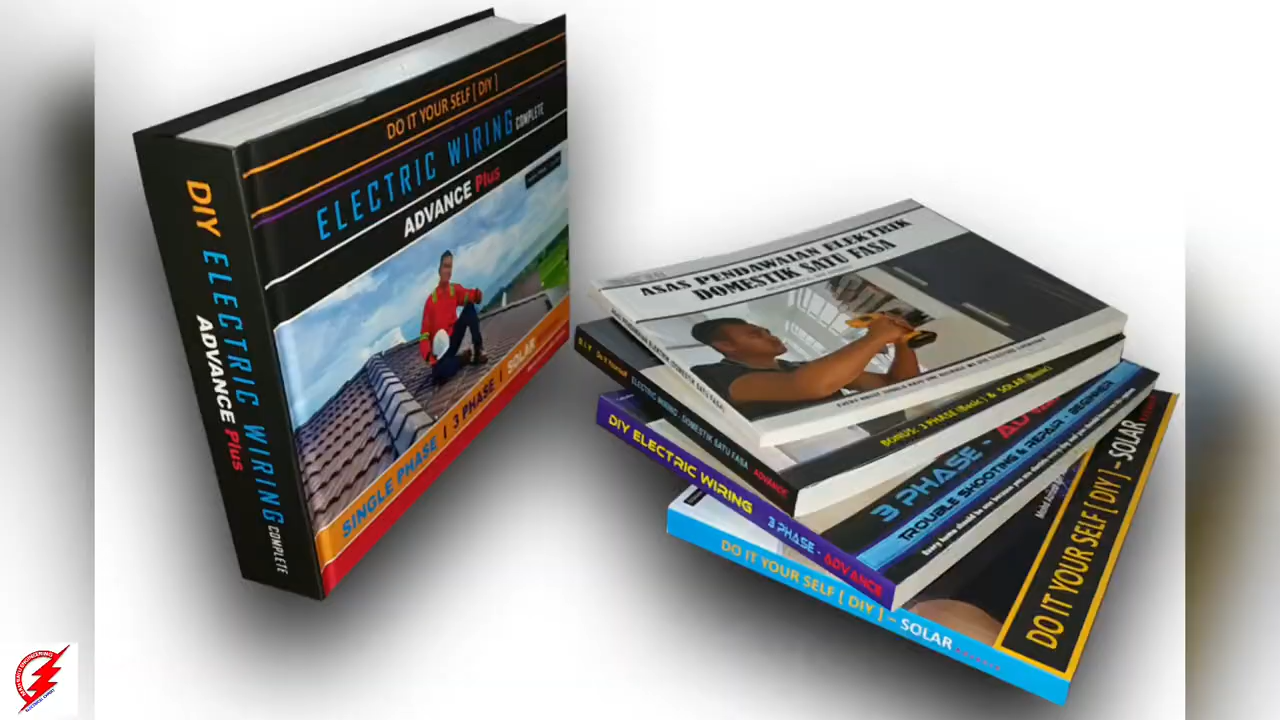 DO IT YOUR SELF [ DIY ]
ELECTRIC WIRING COMPLETE
ADVANCE Plus
SINGLE PHASE | 3 PHASE | SOLAR
DIY ELECTRIC WIRING COMPLETE
ADVANCE Plus
ASAS PENDAWAIAN ELEKTRIK
DOMESTIK SATU FASA
BONUS: 3 PHASE (Basic) & SOLAR (Basic)
ELECTRIC WIRING - DOMESTIK SATU FASA - ADVANCE
3 PHASE -
TROUBLE SHOOTING & REPAIR - BEGINNER
DIY ELECTRIC WIRING
3 PHASE - ADVANCE
DO IT YOUR SELF [ DIY ] - SOLAR
DO IT YOUR SELF [ DIY ] - SOLAR